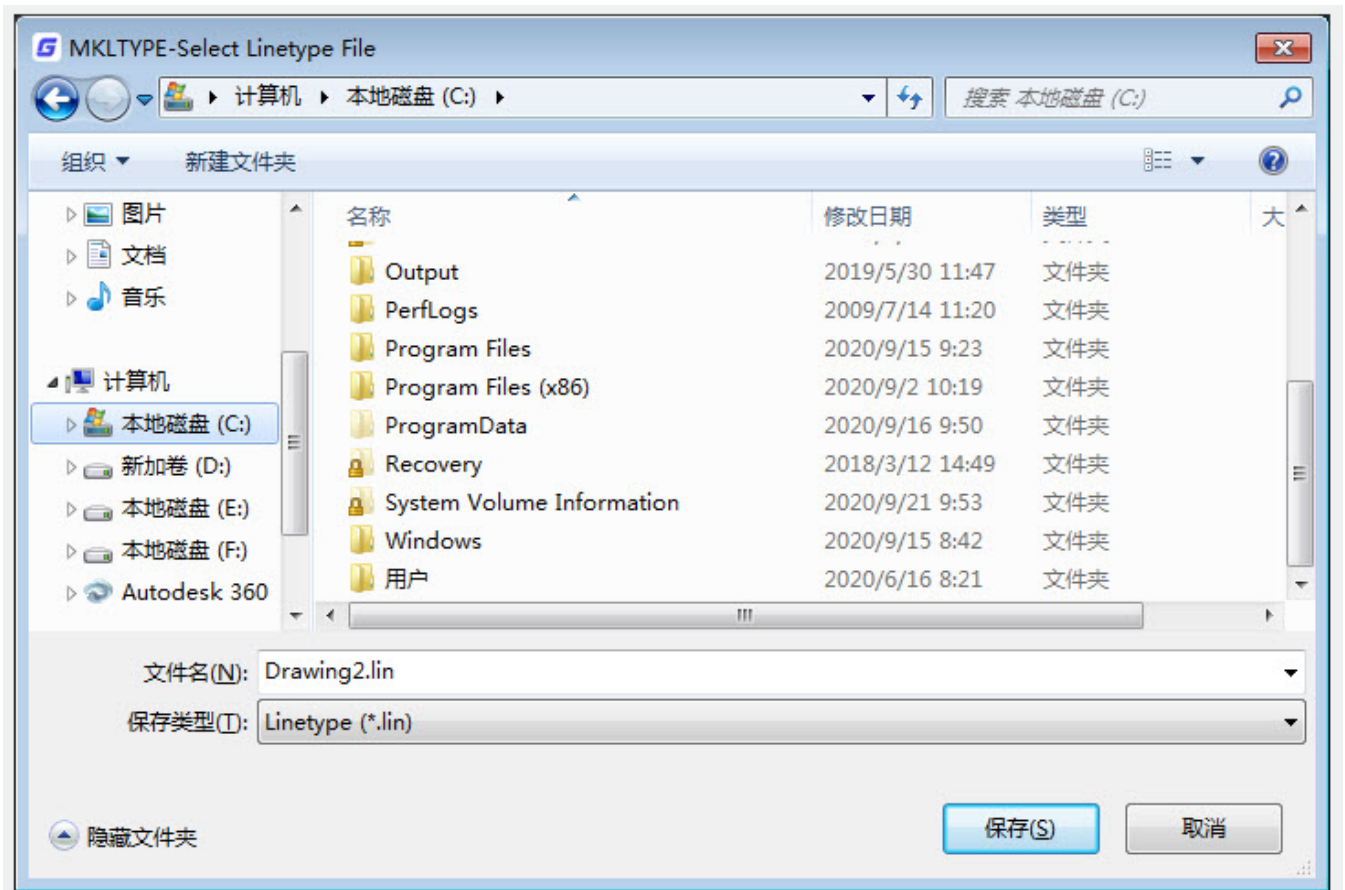 MKLTYPE-Select Linetype File
计算机 本地磁盘 (C:) 搜索 本地磁盘 (C:)
组织 新建文件夹
图片
文档
音乐
计算机
本地磁盘 (C:)
新加卷 (D:)
本地磁盘 (E:)
本地磁盘 (F:)
Autodesk 360
名称 修改日期 类型 大
Output 2019/5/30 11:47 文件夹
PerfLogs 2009/7/14 11:20 文件夹
Program Files 2020/9/15 9:23 文件夹
Program Files (x86) 2020/9/2 10:19 文件夹
ProgramData 2020/9/16 9:50 文件夹
Recovery 2018/3/12 14:49 文件夹
System Volume Information 2020/9/21 9:53 文件夹
Windows 2020/9/15 8:42 文件夹
用户 2020/6/16 8:21 文件夹
文件名(N): Drawing2.lin
保存类型(T): Linetype (*.lin)
隐藏文件夹 保存(S) 取消